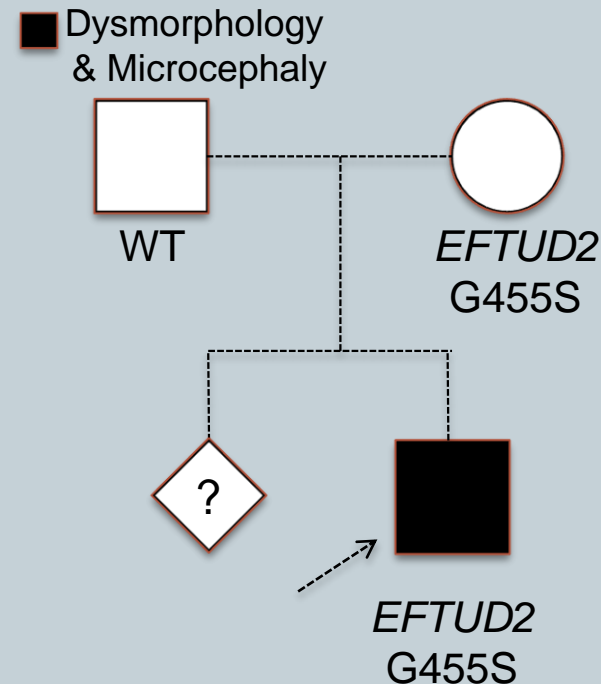 Dysmorphology
& Microcephaly
WT
EFTUD2
G455S
?
EFTUD2
G455S